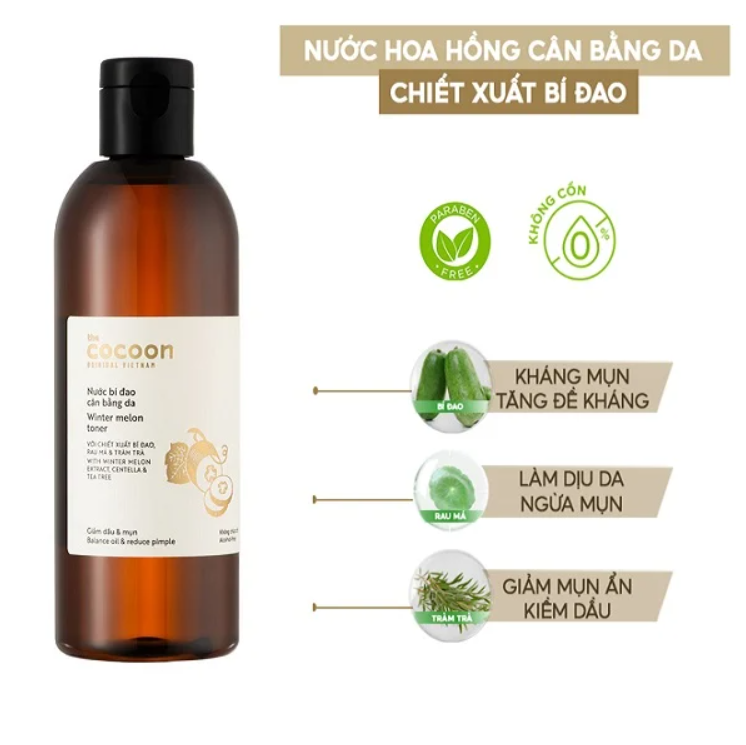 NƯỚC HOA HỒNG CÂN BẰNG DA
CHIẾT XUẤT BÍ ĐAO
PARABEN
FREE
KHÔNG CỒN
0
the
cocoon
ORIGINAL VIETNAM
Nước bí đao
cân bằng da
Winter melon
toner
VỚI CHIẾT XUẤT BÍ ĐAO,
RAU MÁ & TRÀM TRÀ
WITH WINTER MELON
EXTRACT, CENTELLA &
TEA TREE
Giảm dầu & mụn
Balance oil & reduce pimple
BÍ ĐAO
KHÁNG MỤN
TĂNG ĐỀ KHÁNG
RAU MÁ
LÀM DỊU DA
NGỪA MỤN
TRÀM TRÀ
GIẢM MỤN ẨN
KIỀM DẦU